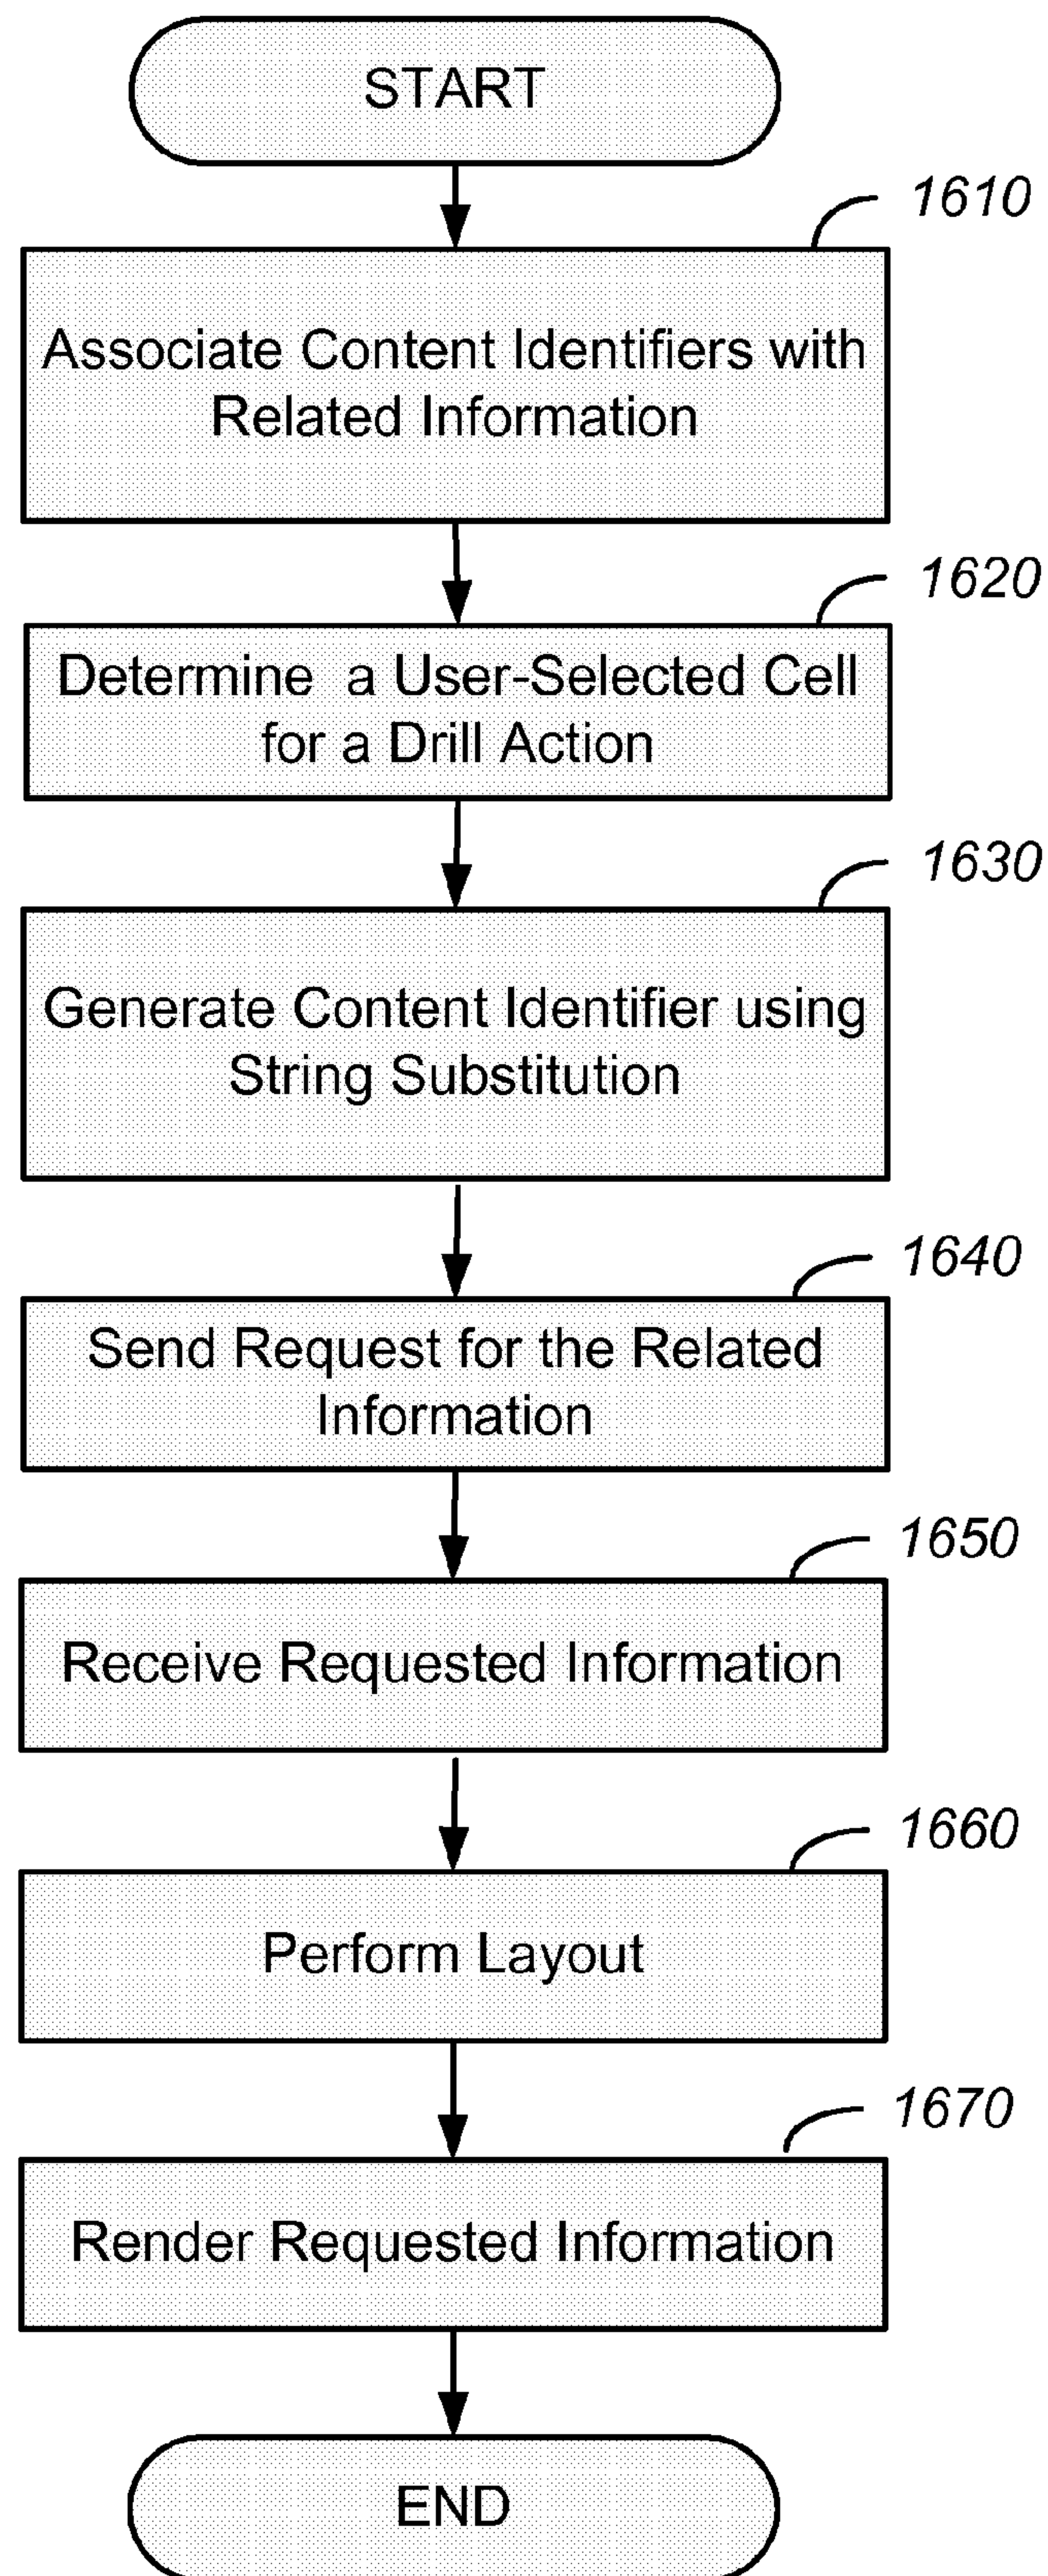 START
1610
Associate Content Identifiers with
Related Information
1620
Determine a User-Selected Cell
for a Drill Action
1630
Generate Content Identifier using
String Substitution
1640
Send Request for the Related
Information
1650
Receive Requested Information
1660
Perform Layout
1670
Render Requested Information
END